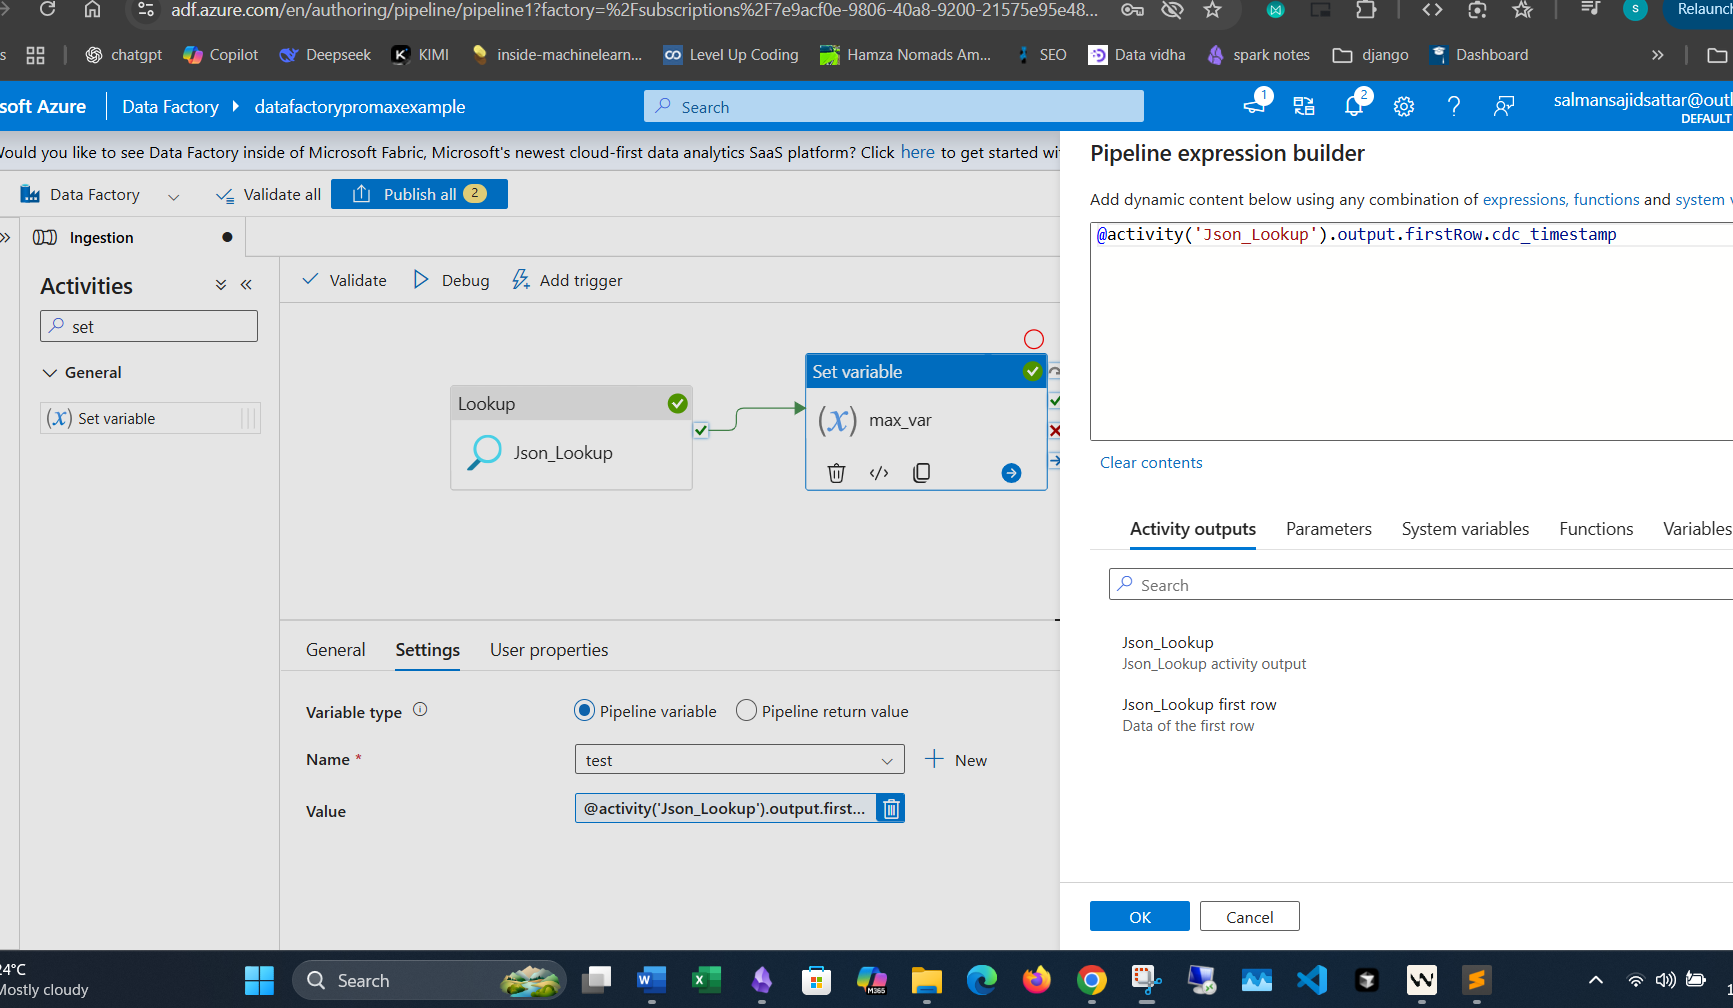 adf.azure.com/en/authoring/pipeline/pipeline1?factory=%2Fsubscriptions%2F7e9acf0e-9806-40a8-9200-21575e95e48...
S
Relaunch
s
chatgpt
Copilot
Deepseek
KIMI
inside-machinelearn...
Level Up Coding
Hamza Nomads Am...
SEO
Data vidha
spark notes
django
Dashboard
soft Azure
Data Factory
datafactorypromaxexample
Search
1
2
salmansajidsattar@outl
DEFAULT
Would you like to see Data Factory inside of Microsoft Fabric, Microsoft's newest cloud-first data analytics SaaS platform? Click here to get started wi
Data Factory
Validate all
Publish all 2
Ingestion
Activities
set
General
(x) Set variable
Validate
Debug
Add trigger
Lookup
Json_Lookup
Set variable
(x) max_var
General
Settings
User properties
Variable type
Pipeline variable
Pipeline return value
Name *
test
New
Value
@activity('Json_Lookup').output.first...
Pipeline expression builder
Add dynamic content below using any combination of expressions, functions and system v
@activity('Json_Lookup').output.firstRow.cdc_timestamp
Clear contents
Activity outputs
Parameters
System variables
Functions
Variables
Search
Json_Lookup
Json_Lookup activity output
Json_Lookup first row
Data of the first row
OK
Cancel
24°C
Mostly cloudy
Search
M365